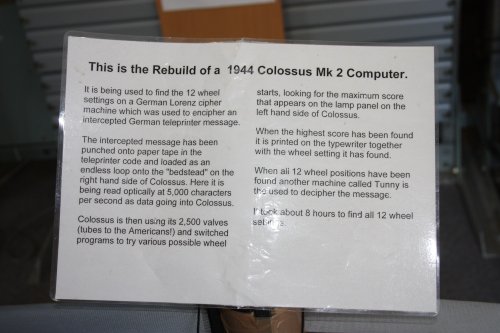 This is the Rebuild of a 1944 Colossus Mk 2 Computer.
It is being used to find the 12 wheel
settings on a German Lorenz cipher
machine which was used to encipher an
intercepted German teleprinter message.
The intercepted message has been
punched onto paper tape in the
teleprinter code and loaded as an
endless loop onto the "bedstead" on the
right hand side of Colossus. Here it is
being read optically at 5,000 characters
per second as data going into Colossus.
Colossus is then using its 2,500 valves
(tubes to the Americans!) and switched
programs to try various possible wheel
starts, looking for the maximum score
that appears on the lamp panel on the
left hand side of Colossus.
When the highest score has been found
it is printed on the typewriter together
with the wheel setting it has found.
When all 12 wheel positions have been
found another machine called Tunny is
the used to decipher the message.
It took about 8 hours to find all 12 wheel